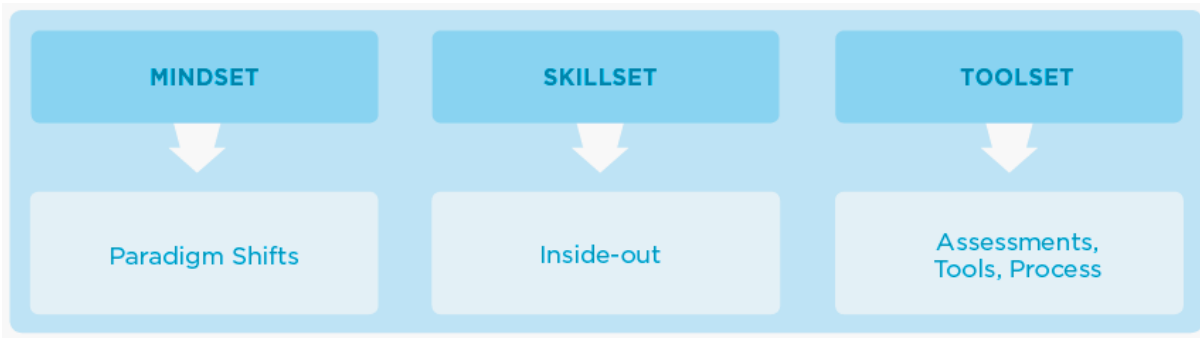 MINDSET
SKILLSET
TOOLSET
Paradigm Shifts
Inside-out
Assessments,
Tools, Process